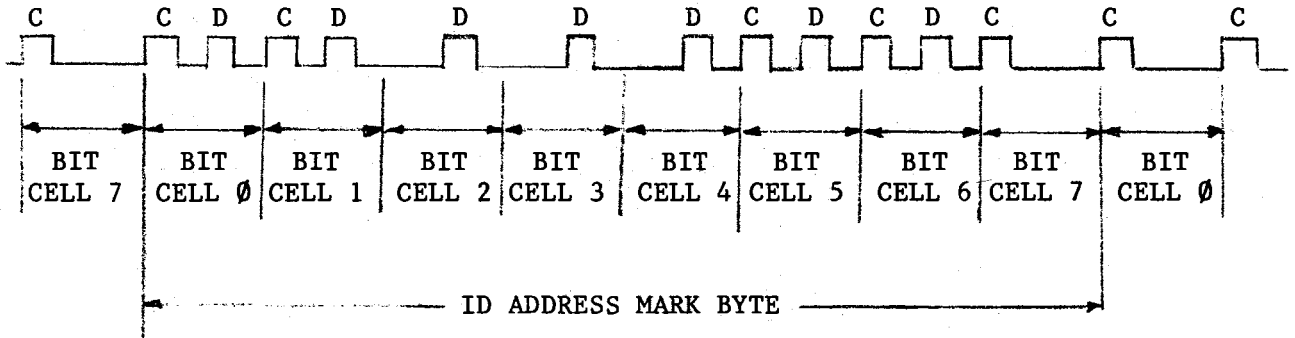 C C D C D D D D C D C D C C C
BIT BIT BIT BIT BIT BIT BIT BIT BIT BIT
CELL 7 CELL Ø CELL 1 CELL 2 CELL 3 CELL 4 CELL 5 CELL 6 CELL 7 CELL Ø
ID ADDRESS MARK BYTE